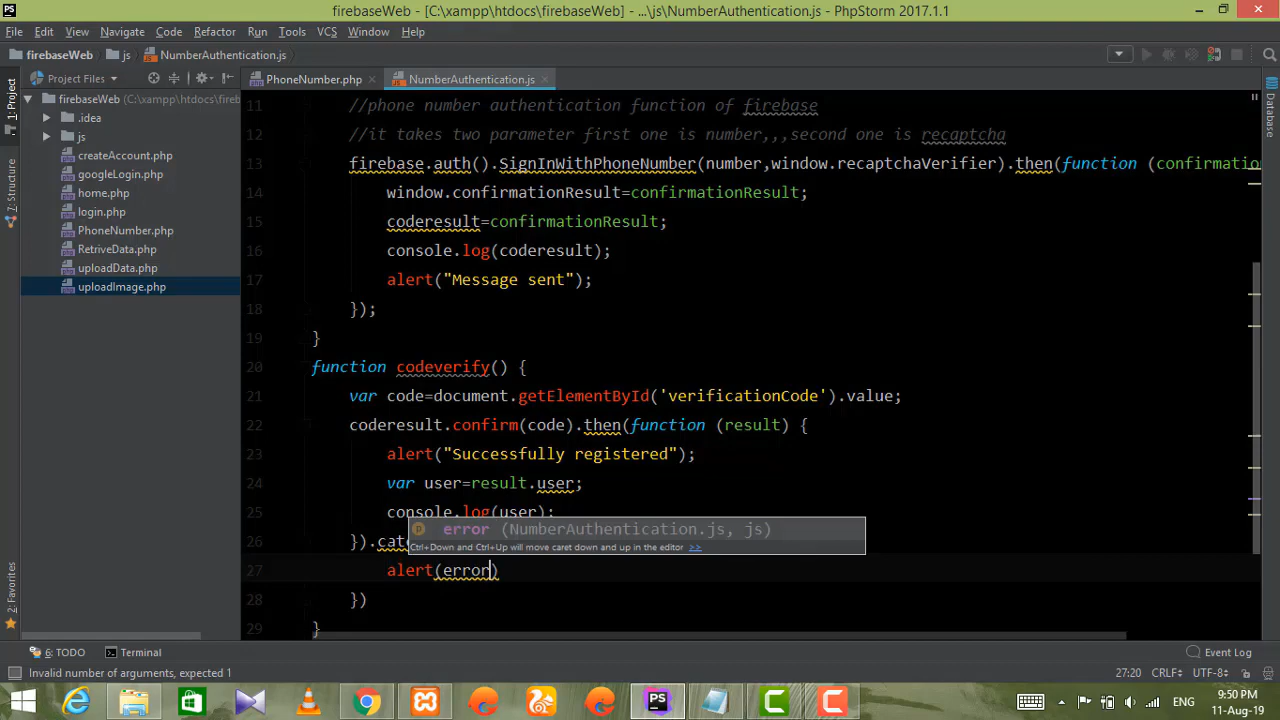 firebaseWeb - [C:\xampp\htdocs\firebaseWeb] - ...\js\NumberAuthentication.js - PhpStorm 2017.1.1
File Edit View Navigate Code Refactor Run Tools VCS Window Help
firebaseWeb js NumberAuthentication.js
Project Files PhoneNumber.php NumberAuthentication.js
1: Project
7: Structure
2: Favorites
Database
firebaseWeb (C:\xampp\htdocs\fireb
.idea
js
createAccount.php
googleLogin.php
home.php
login.php
PhoneNumber.php
RetriveData.php
uploadData.php
uploadImage.php
11 //phone number authentication function of firebase
12 //it takes two parameter first one is number,,,second one is recaptcha
13 firebase.auth().SignInWithPhoneNumber(number,window.recaptchaVerifier).then(function (confirmatio
14 window.confirmationResult=confirmationResult;
15 coderesult=confirmationResult;
16 console.log(coderesult);
17 alert("Message sent");
18 });
19 }
20 function codeverify() {
21 var code=document.getElementById('verificationCode').value;
22 coderesult.confirm(code).then(function (result) {
23 alert("Successfully registered");
24 var user=result.user;
25 console.log(user);
error (NumberAuthentication.js, js)
26 }).cat
Ctrl+Down and Ctrl+Up will move caret down and up in the editor >>
27 alert(error)
28 })
29 }
6: TODO Terminal Event Log
Invalid number of arguments, expected 1 27:20 CRLF÷ UTF-8÷
PS
ENG
9:50 PM
11-Aug-19